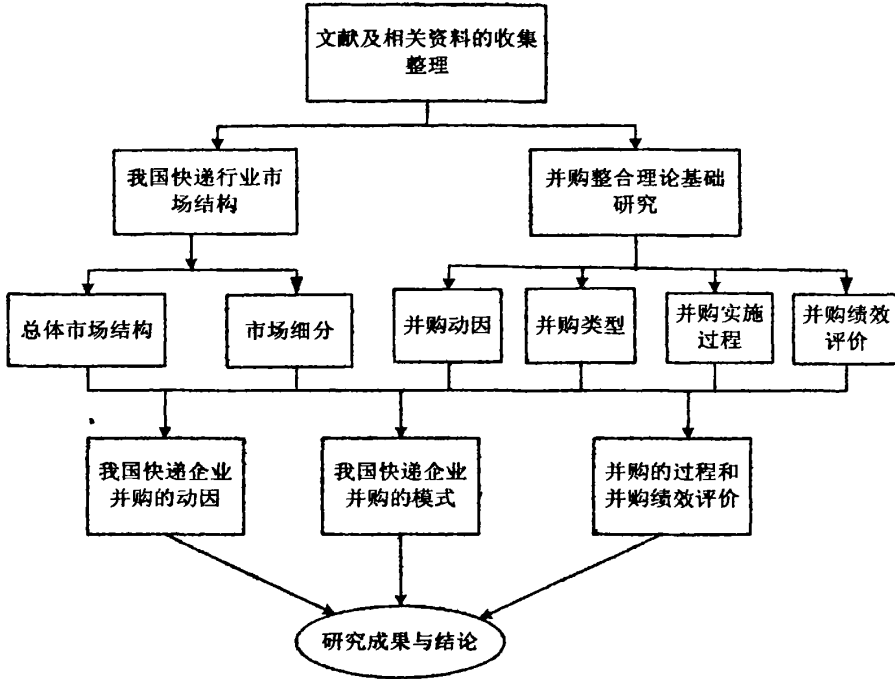 文献及相关资料的收集
整理
我国快递行业市
场结构
并购整合理论基础
研究
总体市场结构
市场细分
并购动因
并购类型
并购实施
过程
并购绩效
评价
我国快递企业
并购的动因
我国快递企业
并购的模式
并购的过程和
并购绩效评价
研究成果与结论